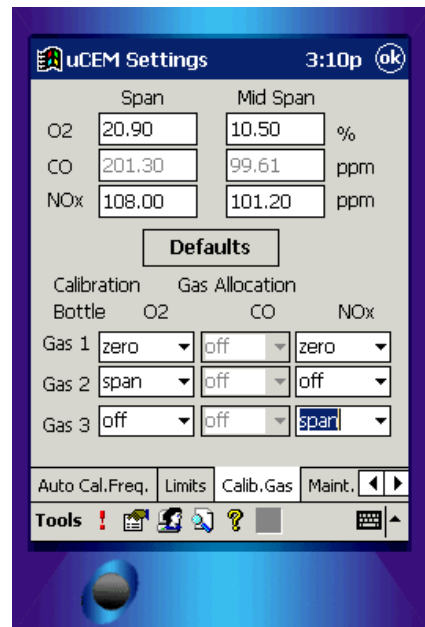 uCEM Settings 3:10p ok
Span Mid Span
O2 20.90 10.50 %
CO 201.30 99.61 ppm
NOx 108.00 101.20 ppm
Defaults
Calibration Gas Allocation
Bottle O2 CO NOx
Gas 1 zero off zero
Gas 2 span off off
Gas 3 off off span
Auto Cal.Freq. Limits Calib.Gas Maint.
Tools ! ?